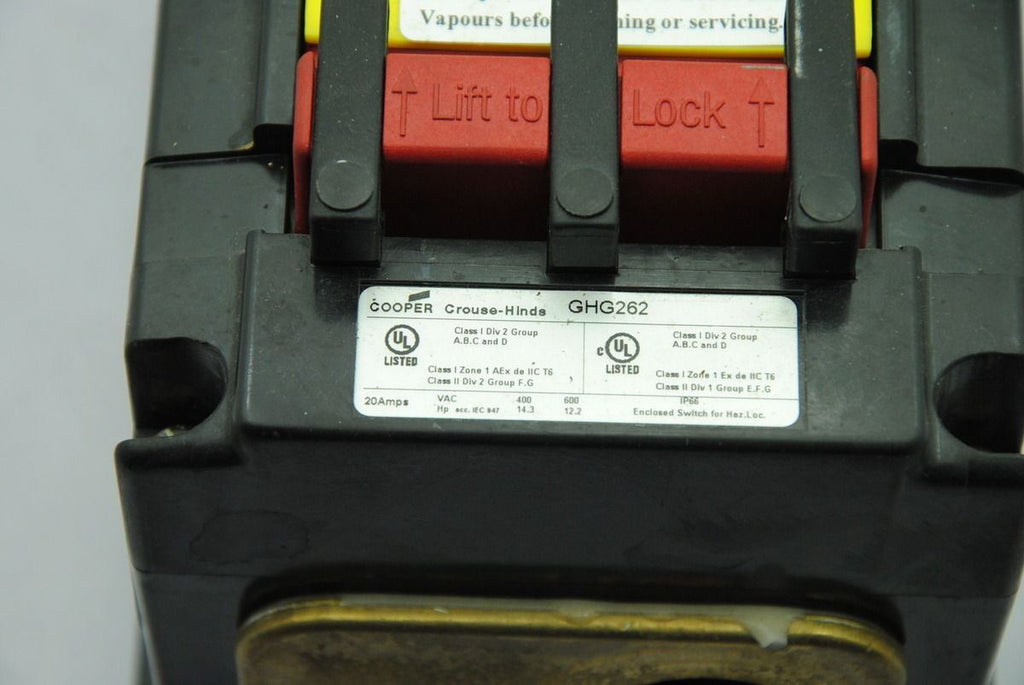 Vapours befo ning or servicing.
↑ Lift to Lock ↑
COOPER Crouse-Hinds GHG262
UL
LISTED
Class I Div 2 Group
A.B.C and D
Class I Zone 1 AEx de IIC T6
Class II Div 2 Group F.G
c UL
LISTED
Class I Div 2 Group
A.B.C and D
Class I Zone 1 Ex de IIC T6
Class II Div 1 Group E.F.G
20Amps VAC 400 600 IP66
Hp acc. IEC 947 14.3 12.2 Enclosed Switch for Haz.Loc.